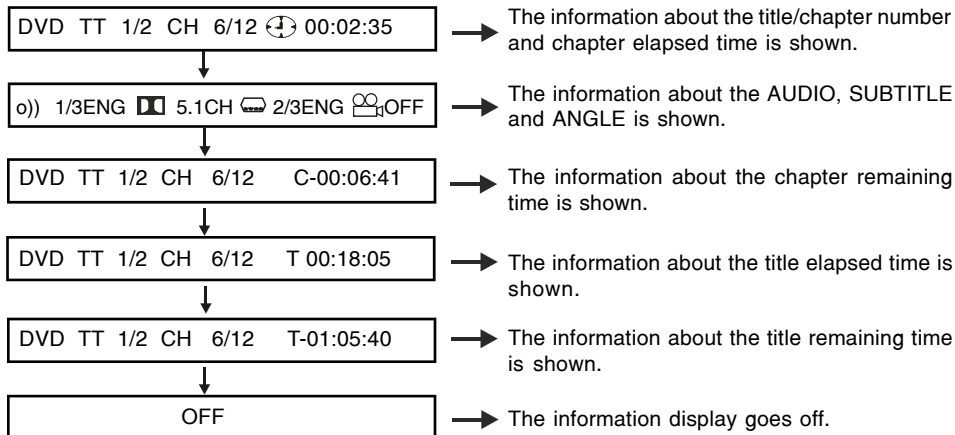 DVD TT 1/2 CH 6/12 00:02:35
The information about the title/chapter number
and chapter elapsed time is shown.
o)) 1/3ENG 5.1CH 2/3ENG OFF
The information about the AUDIO, SUBTITLE
and ANGLE is shown.
DVD TT 1/2 CH 6/12 C-00:06:41
The information about the chapter remaining
time is shown.
DVD TT 1/2 CH 6/12 T 00:18:05
The information about the title elapsed time is
shown.
DVD TT 1/2 CH 6/12 T-01:05:40
The information about the title remaining time
is shown.
OFF
The information display goes off.